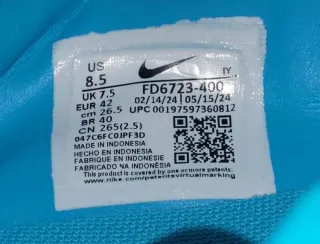 US
8.5 IY
UK 7.5 FD6723-400
EUR 42 02/14/24 05/15/24
cm 26.5 UPC 00197597360812
BR 40
CN 265(2.5)
047C6FC0JPF3D
MADE IN INDONESIA
HECHO EN INDONESIA
FABRIQUE EN INDONESIE
FABRICADO NA INDONÉSIA
This product is covered by one or more patents:
www.nike.com/patentsvirtualmarking